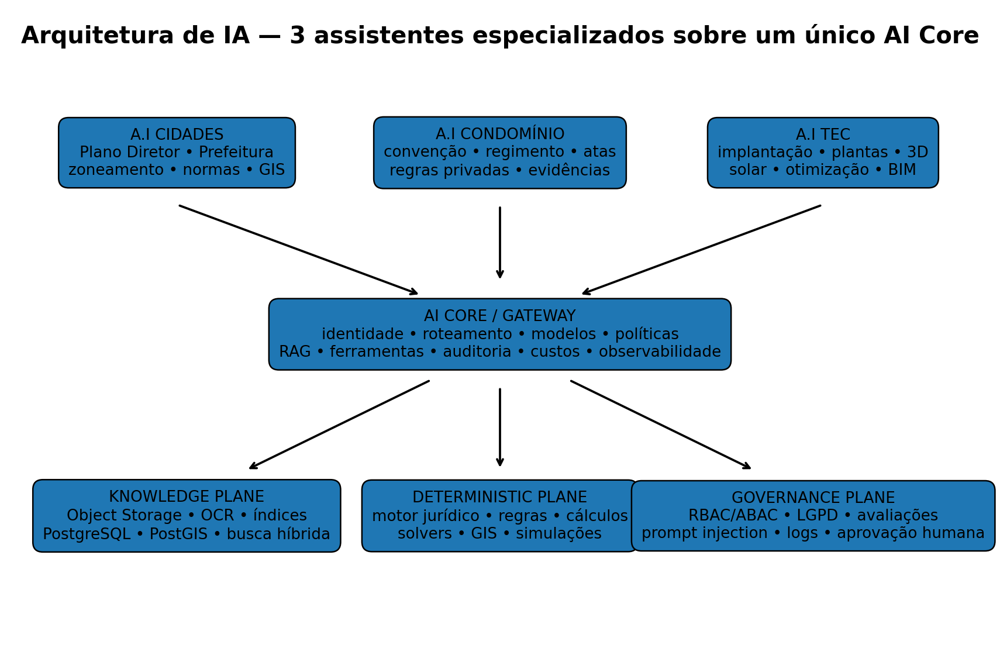 Arquitetura de IA — 3 assistentes especializados sobre um único AI Core
A.I CIDADES
Plano Diretor • Prefeitura
zoneamento • normas • GIS
A.I CONDOMÍNIO
convenção • regimento • atas
regras privadas • evidências
A.I TEC
implantação • plantas • 3D
solar • otimização • BIM
AI CORE / GATEWAY
identidade • roteamento • modelos • políticas
RAG • ferramentas • auditoria • custos • observabilidade
KNOWLEDGE PLANE
Object Storage • OCR • índices
PostgreSQL • PostGIS • busca híbrida
DETERMINISTIC PLANE
motor jurídico • regras • cálculos
solvers • GIS • simulações
GOVERNANCE PLANE
RBAC/ABAC • LGPD • avaliações
prompt injection • logs • aprovação humana